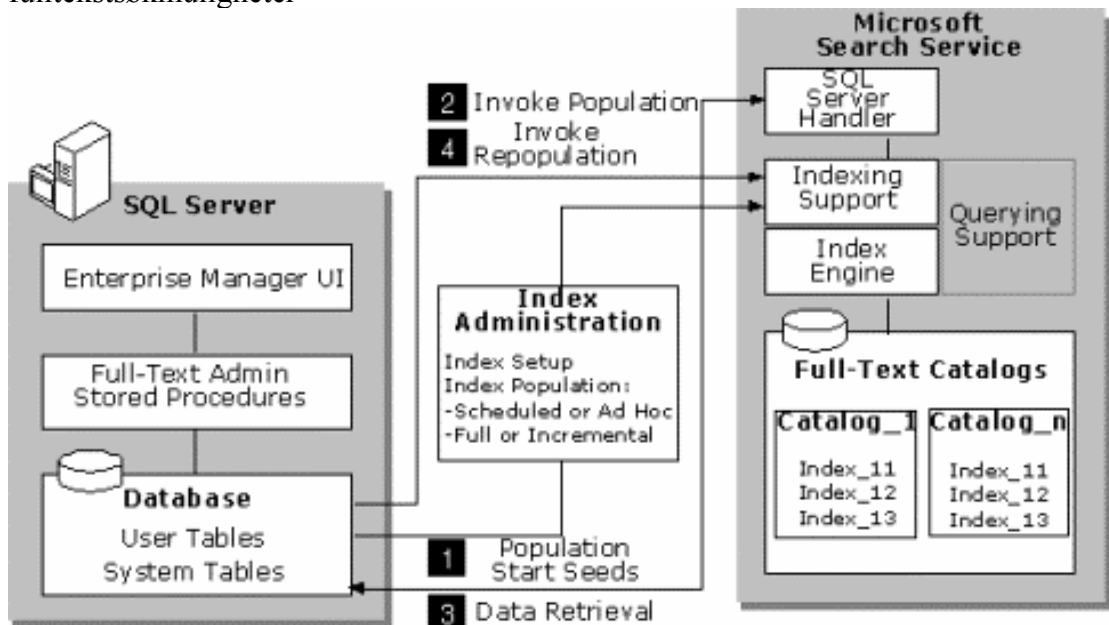 fulltekstsøkmuligheter
Microsoft
Search Service
SQL
Server
Handler
2 Invoke Population
4 Invoke
Repopulation
Indexing
Support
Querying
Support
Index
Engine
SQL Server
Enterprise Manager UI
Full-Text Admin
Stored Procedures
Database
User Tables
System Tables
Index
Administration
Index Setup
Index Population:
-Scheduled or Ad Hoc
-Full or Incremental
1 Population
Start Seeds
3 Data Retrieval
Full-Text Catalogs
Catalog_1
Index_11
Index_12
Index_13
Catalog_n
Index_11
Index_12
Index_13